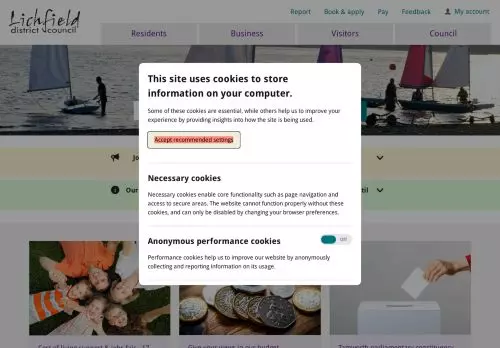 Lichfield
district council
Report
Book & apply
Pay
Feedback
My account
Residents
Business
Visitors
Council
This site uses cookies to store
information on your computer.
Some of these cookies are essential, while others help us to improve your
experience by providing insights into how the site is being used.
Accept recommended settings
Necessary cookies
Necessary cookies enable core functionality such as page navigation and
access to secure areas. The website cannot function properly without these
cookies, and can only be disabled by changing your browser preferences.
Anonymous performance cookies
Off
Performance cookies help us to improve our website by anonymously
collecting and reporting information on its usage.
Our